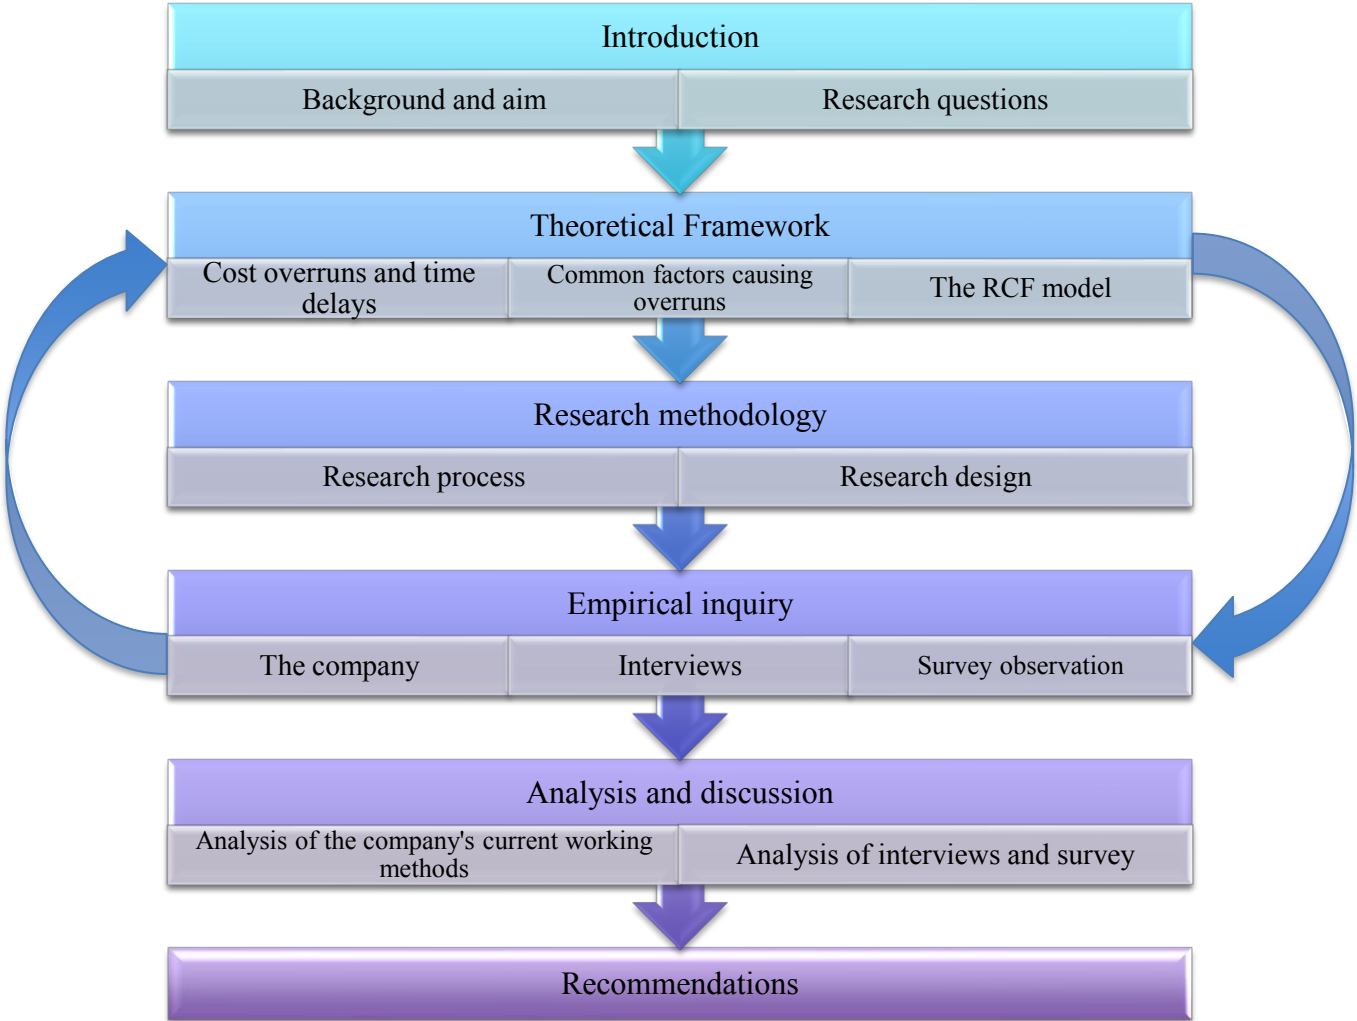 Introduction
Background and aim
Research questions
Theoretical Framework
Cost overruns and time
delays
Common factors causing
overruns
The RCF model
Research methodology
Research process
Research design
Empirical inquiry
The company
Interviews
Survey observation
Analysis and discussion
Analysis of the company's current working
methods
Analysis of interviews and survey
Recommendations